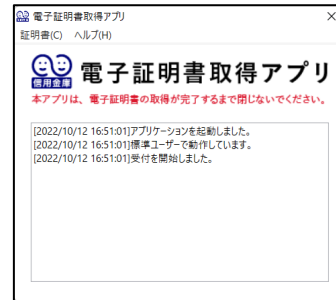 電子証明書取得アプリ
証明書(C) ヘルプ(H)
信用金庫
電子証明書取得アプリ
本アプリは、電子証明書の取得が完了するまで閉じないでください。
[2022/10/12 16:51:01]アプリケーションを起動しました。
[2022/10/12 16:51:01]標準ユーザーで動作しています。
[2022/10/12 16:51:01]受付を開始しました。